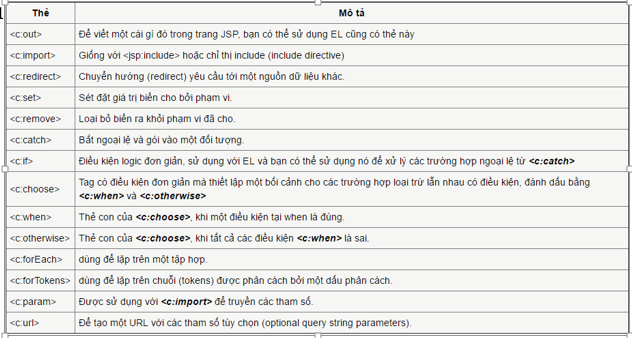 Thẻ Mô tả
<c:out> Để viết một cái gì đó trong trang JSP, bạn có thể sử dụng EL cũng có thẻ này
<c:import> Giống với <jsp:include> hoặc chỉ thị include (include directive)
<c:redirect> Chuyển hướng (redirect) yêu cầu tới một nguồn dữ liệu khác.
<c:set> Sét đặt giá trị biến cho bởi phạm vi.
<c:remove> Loại bỏ biến ra khỏi phạm vi đã cho.
<c:catch> Bắt ngoại lệ và gói vào một đối tượng.
<c:if> Điều kiện logic đơn giản, sử dụng với EL và bạn có thể sử dụng nó để xử lý các trường hợp ngoại lệ từ <c:catch>
<c:choose> Tag có điều kiện đơn giản mà thiết lập một bối cảnh cho các trường hợp loại trừ lẫn nhau có điều kiện, đánh dấu bằng
<c:when> và <c:otherwise>
<c:when> Thẻ con của <c:choose>, khi một điều kiện tại when là đúng.
<c:otherwise> Thẻ con của <c:choose>, khi tất cả các điều kiện <c:when> là sai.
<c:forEach> dùng để lặp trên một tập hợp.
<c:forTokens> dùng để lặp trên chuỗi (tokens) được phân cách bởi một dấu phân cách.
<c:param> Được sử dụng với <c:import> để truyền các tham số.
<c:url> Để tạo một URL với các tham số tùy chọn (optional query string parameters).